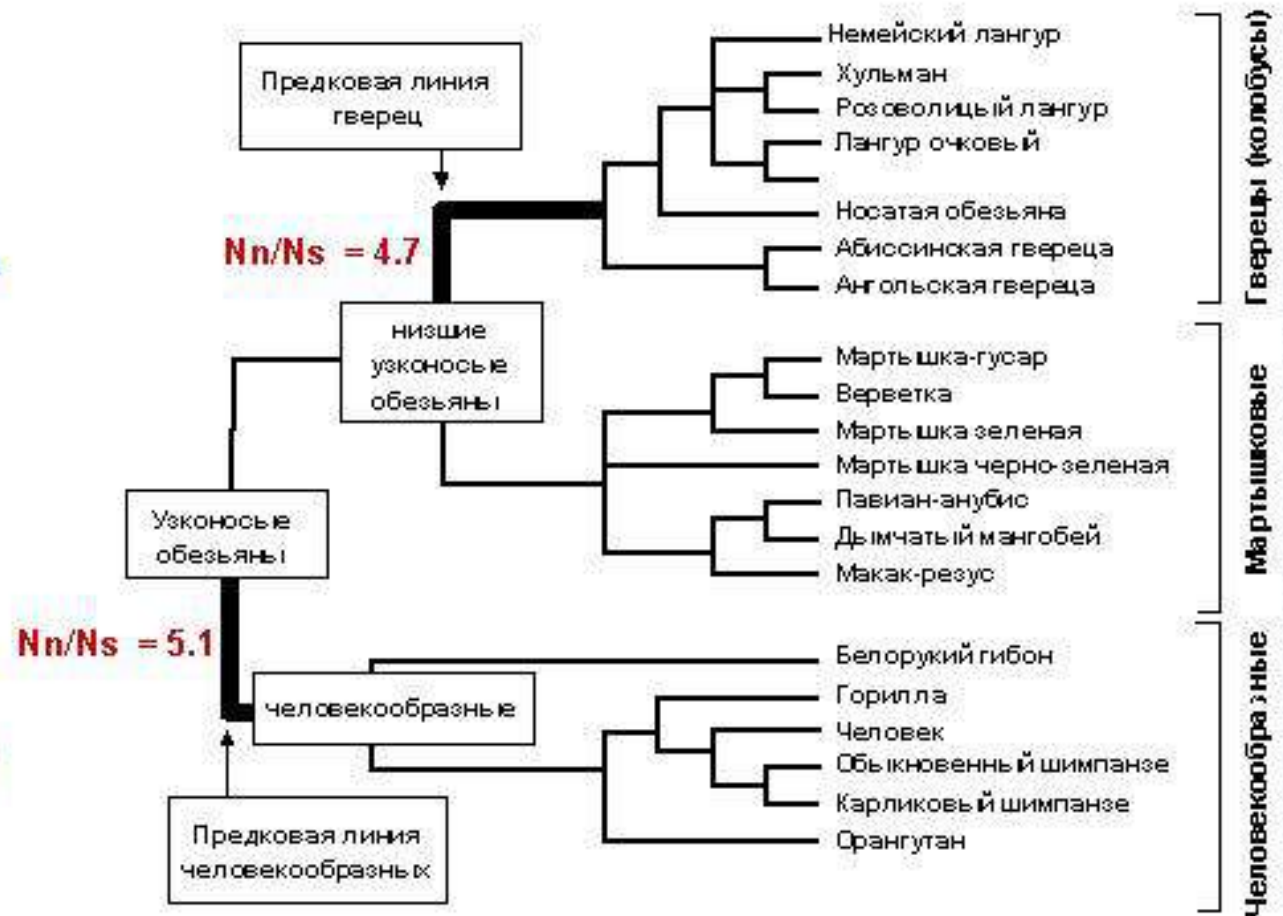 Немейский лангур
Предковая линия
гверец
Хульман
Розоволицый лангур
Лангур очковый
Носатая обезьяна
Nn/Ns = 4.7
Абиссинская гвереца
Ангольская гвереца
Гверецы (колобусы)
низшие
узконосые
обезьяны
Мартышка-гусар
Верветка
Мартышка зеленая
Мартышка черно-зеленая
Павиан-анубис
Дымчатый мангобей
Макак-резус
Мартышковые
Узконосые
обезьяны
Nn/Ns = 5.1
Белорукий гибон
человекообразные
Горилла
Человек
Обыкновенный шимпанзе
Карликовый шимпанзе
Орангутан
Человекообразные
Предковая линия
человекообразных